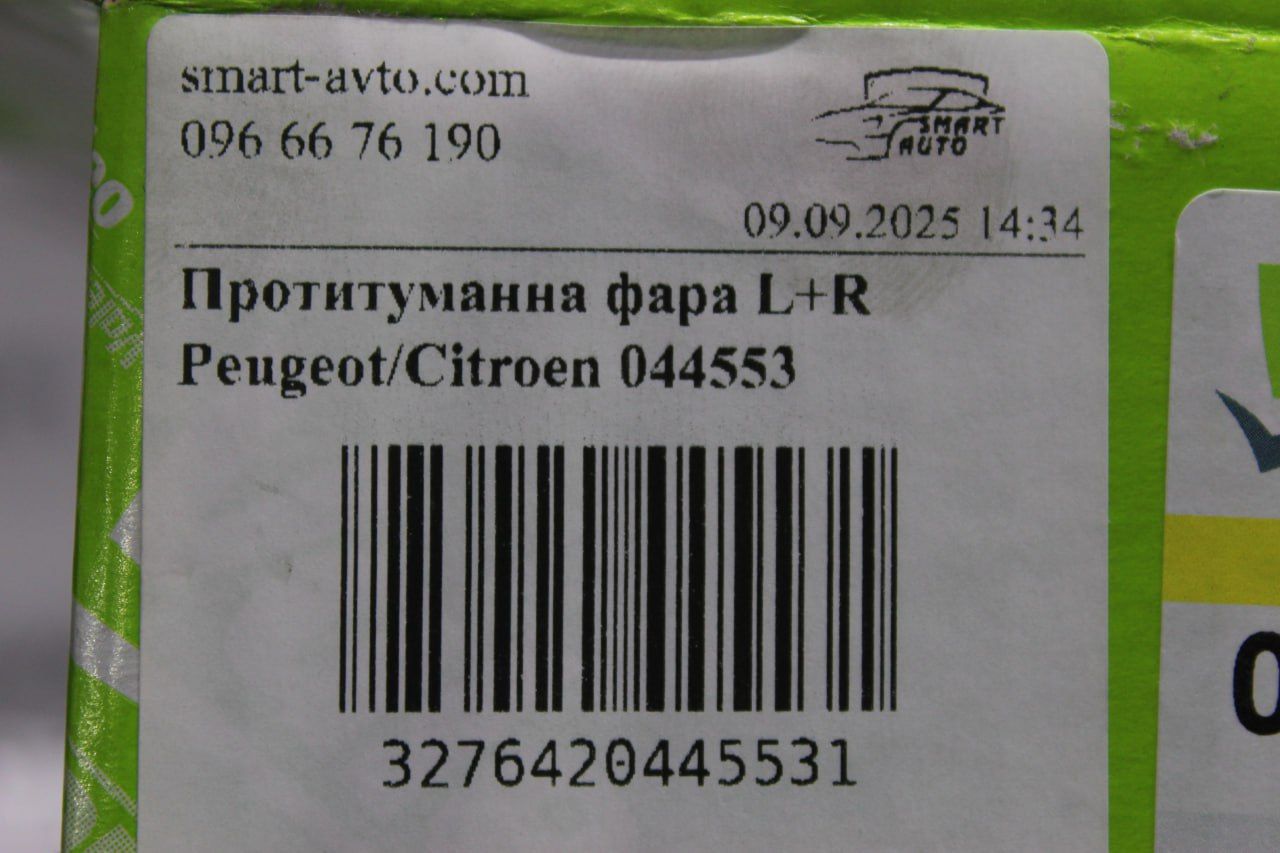 smart-avto.com
096 66 76 190
SMART
AUTO
09.09.2025 14:34
Протитуманна фара L+R
Peugeot/Citroen 044553
3276420445531